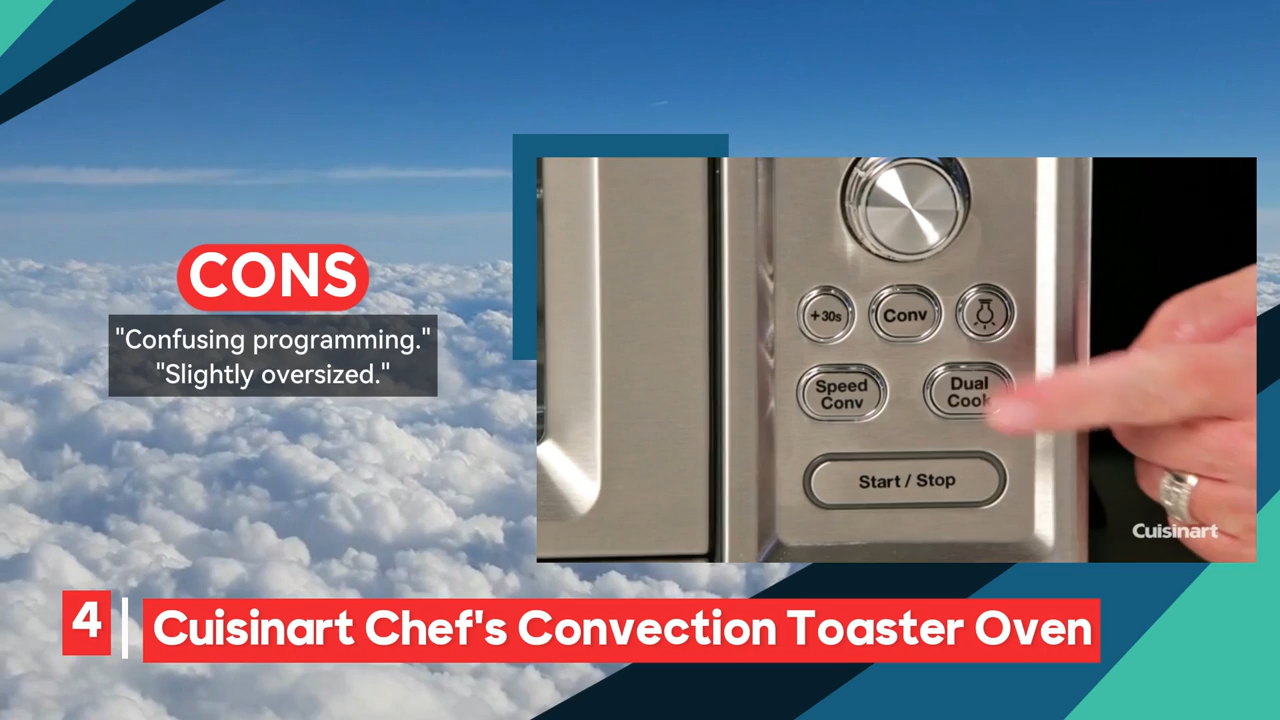 CONS
"Confusing programming."
"Slightly oversized."
+30s
Conv
Speed
Conv
Dual
Cook
Start / Stop
Cuisinart
4
Cuisinart Chef's Convection Toaster Oven